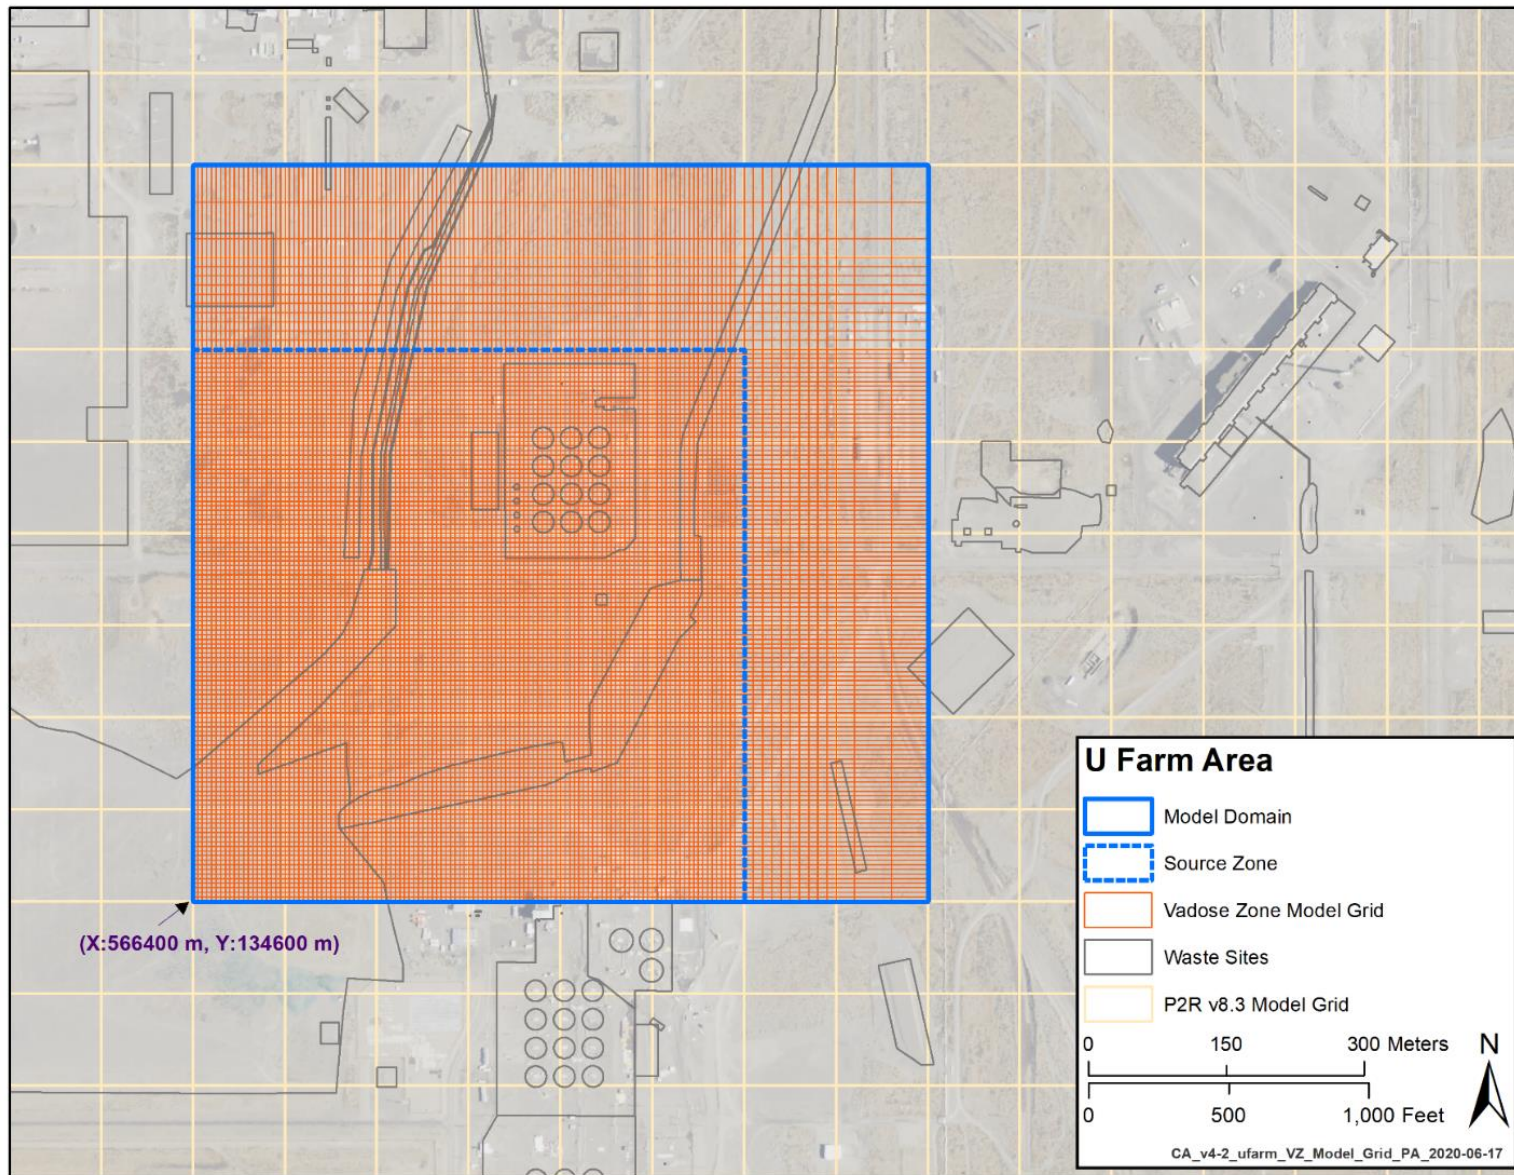 (X:566400 m, Y:134600 m)
U Farm Area
Model Domain
Source Zone
Vadose Zone Model Grid
Waste Sites
P2R v8.3 Model Grid
0 150 300 Meters
N
0 500 1,000 Feet
CA_v4-2_ufarm_VZ_Model_Grid_PA_2020-06-17